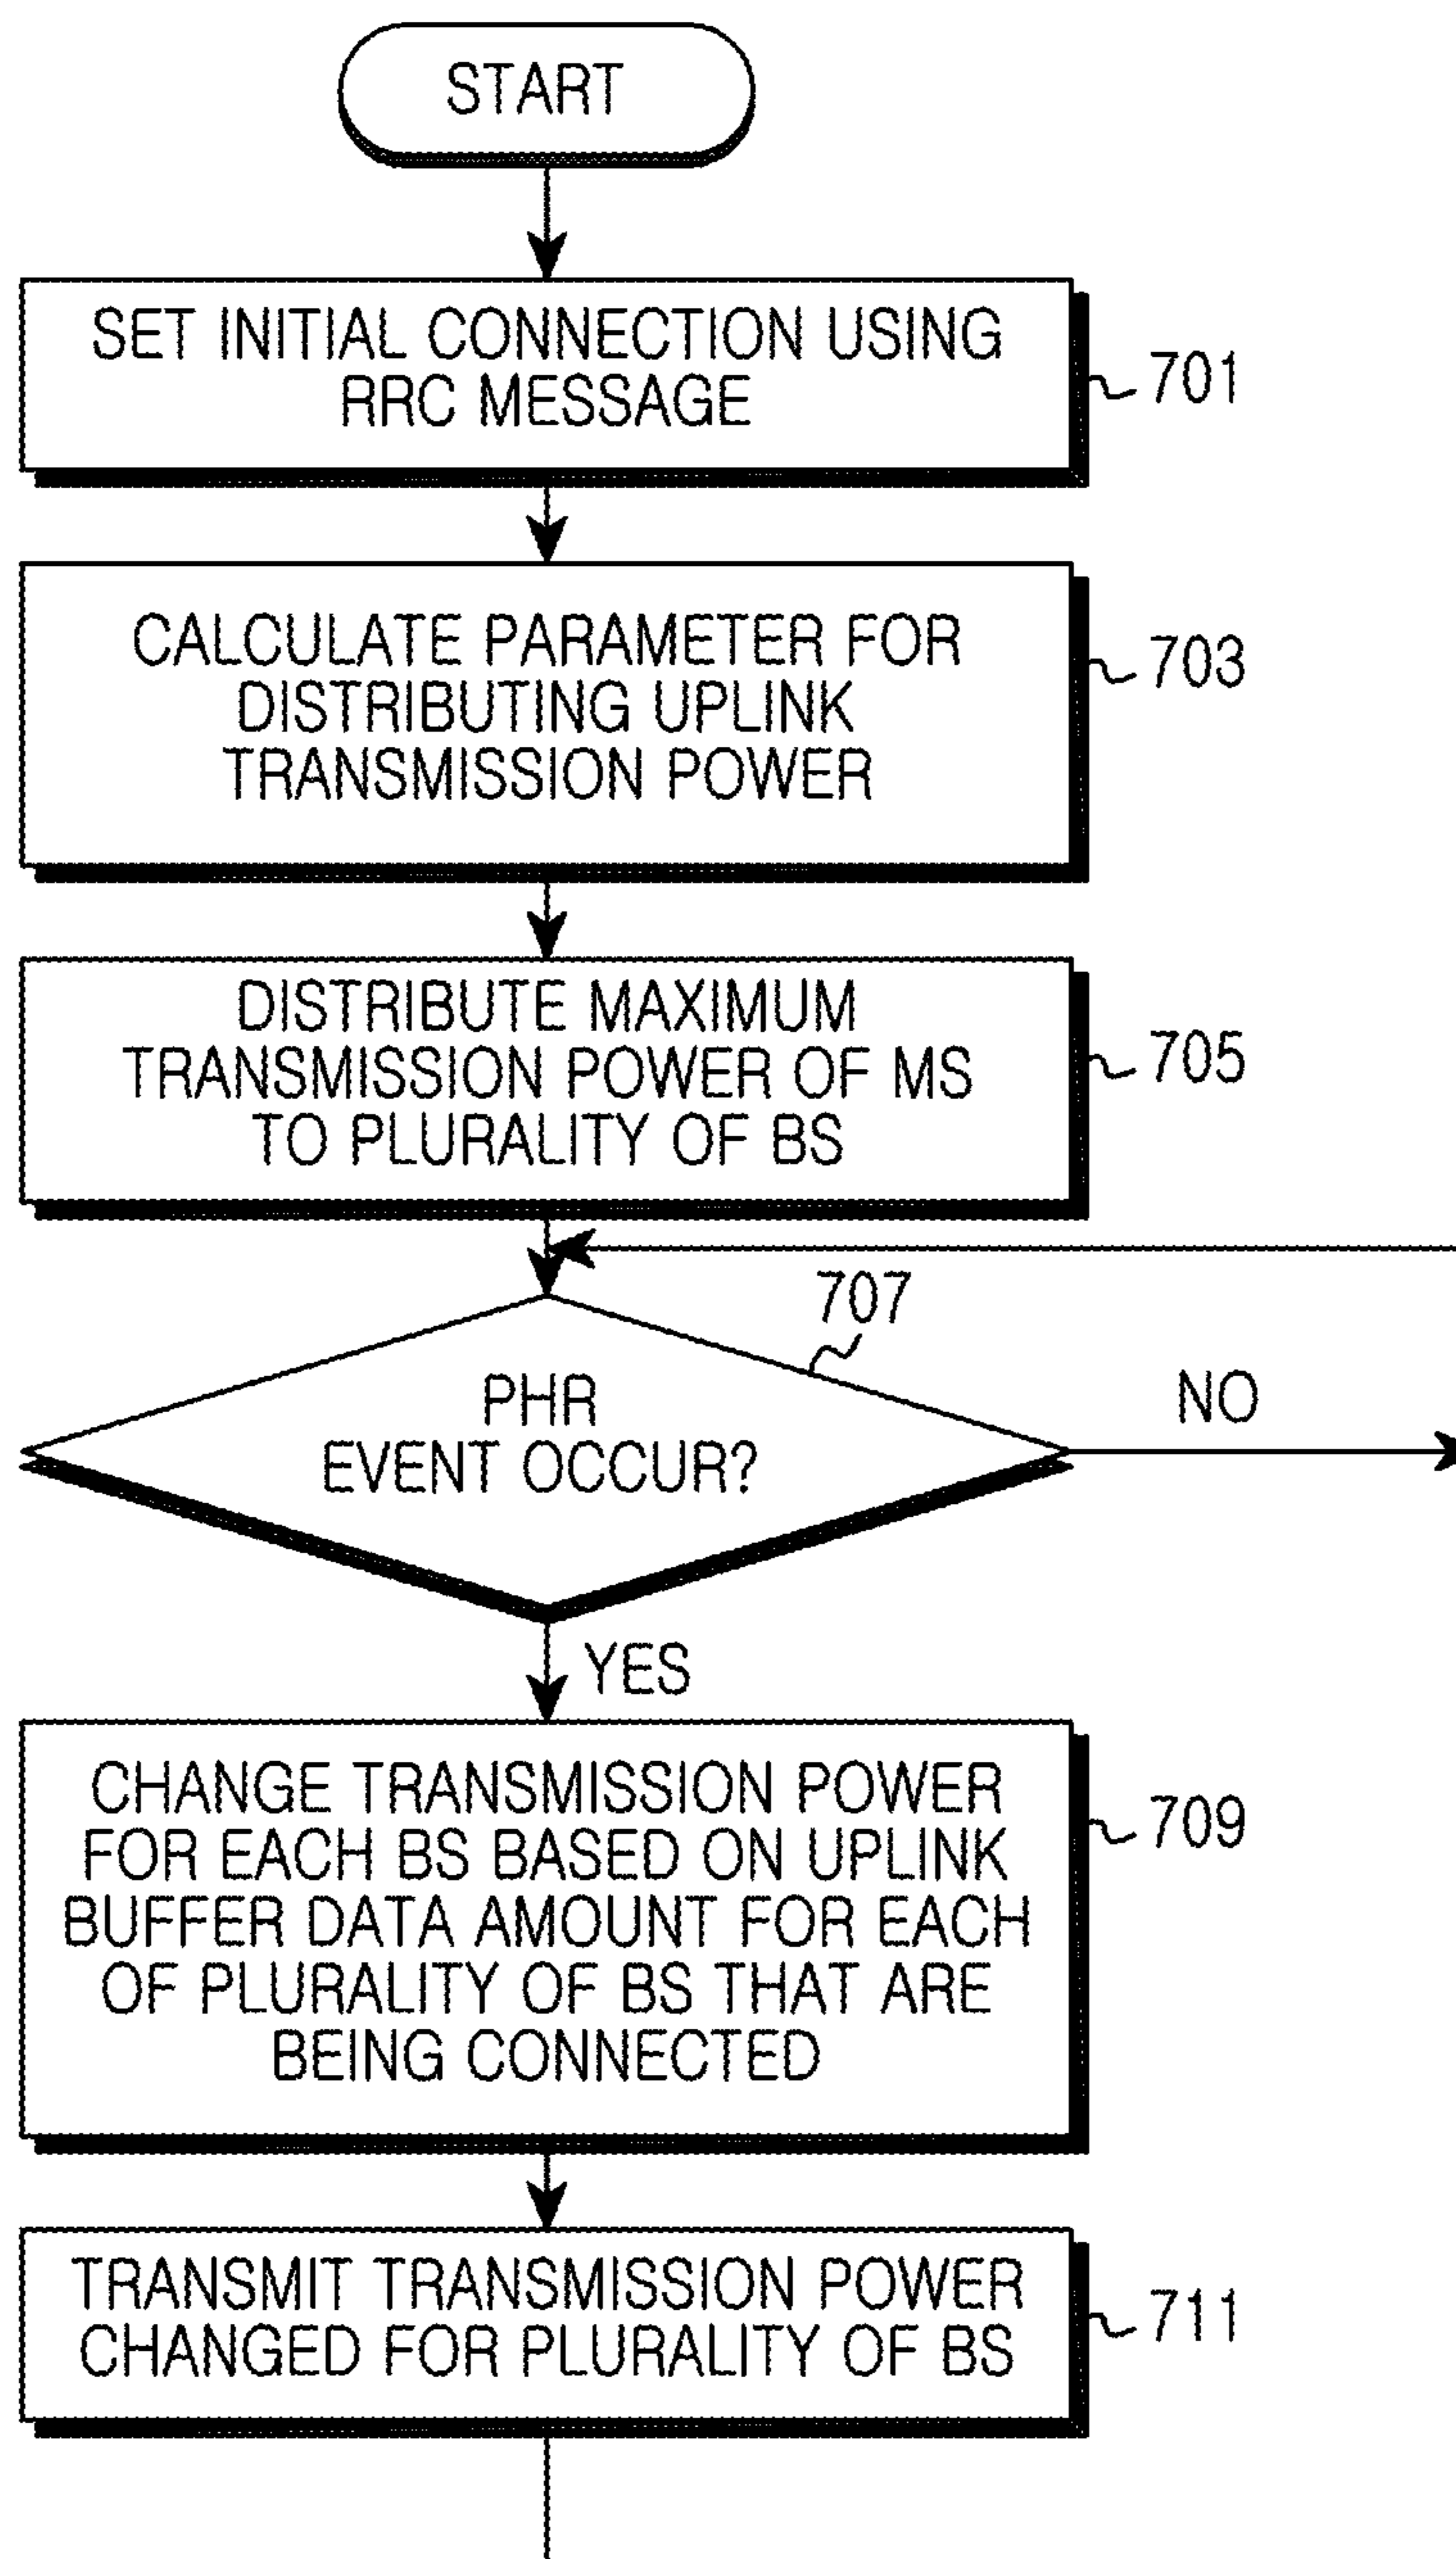 START
SET INITIAL CONNECTION USING
RRC MESSAGE
701
CALCULATE PARAMETER FOR
DISTRIBUTING UPLINK
TRANSMISSION POWER
703
DISTRIBUTE MAXIMUM
TRANSMISSION POWER OF MS
TO PLURALITY OF BS
705
707
PHR
EVENT OCCUR?
NO
YES
CHANGE TRANSMISSION POWER
FOR EACH BS BASED ON UPLINK
BUFFER DATA AMOUNT FOR EACH
OF PLURALITY OF BS THAT ARE
BEING CONNECTED
709
TRANSMIT TRANSMISSION POWER
CHANGED FOR PLURALITY OF BS
711